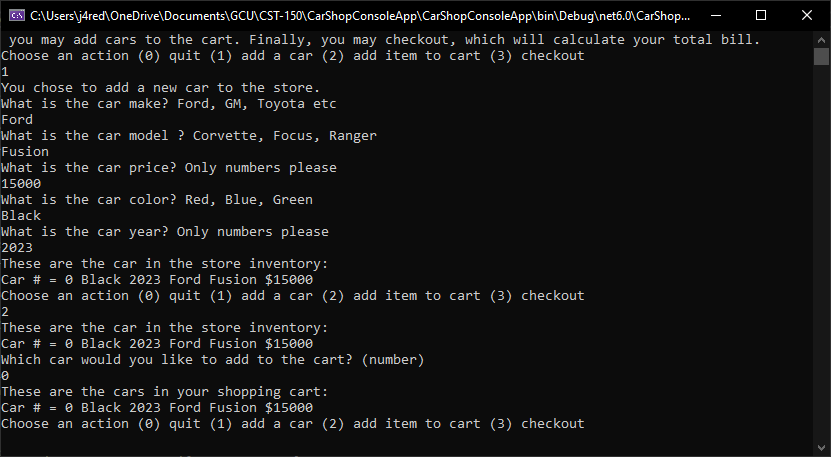 C:\Users\j4red\OneDrive\Documents\GCU\CST-150\CarShopConsoleApp\CarShopConsoleApp\bin\Debug\net6.0\CarShop...
you may add cars to the cart. Finally, you may checkout, which will calculate your total bill.
Choose an action (0) quit (1) add a car (2) add item to cart (3) checkout
1
You chose to add a new car to the store.
What is the car make? Ford, GM, Toyota etc
Ford
What is the car model ? Corvette, Focus, Ranger
Fusion
What is the car price? Only numbers please
15000
What is the car color? Red, Blue, Green
Black
What is the car year? Only numbers please
2023
These are the car in the store inventory:
Car # = 0 Black 2023 Ford Fusion $15000
Choose an action (0) quit (1) add a car (2) add item to cart (3) checkout
2
These are the car in the store inventory:
Car # = 0 Black 2023 Ford Fusion $15000
Which car would you like to add to the cart? (number)
0
These are the cars in your shopping cart:
Car # = 0 Black 2023 Ford Fusion $15000
Choose an action (0) quit (1) add a car (2) add item to cart (3) checkout